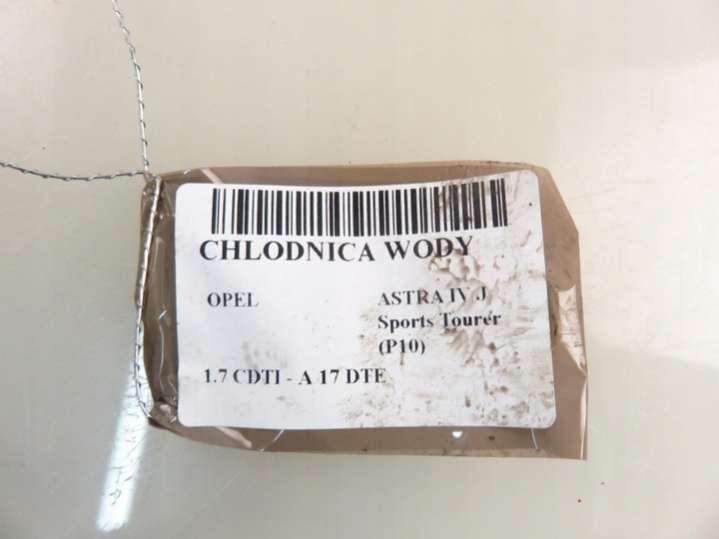 CHLODNICA WODY
OPEL
ASTRA IV J
Sports Tourer
(P10)
1.7 CDTI - A 17 DTE